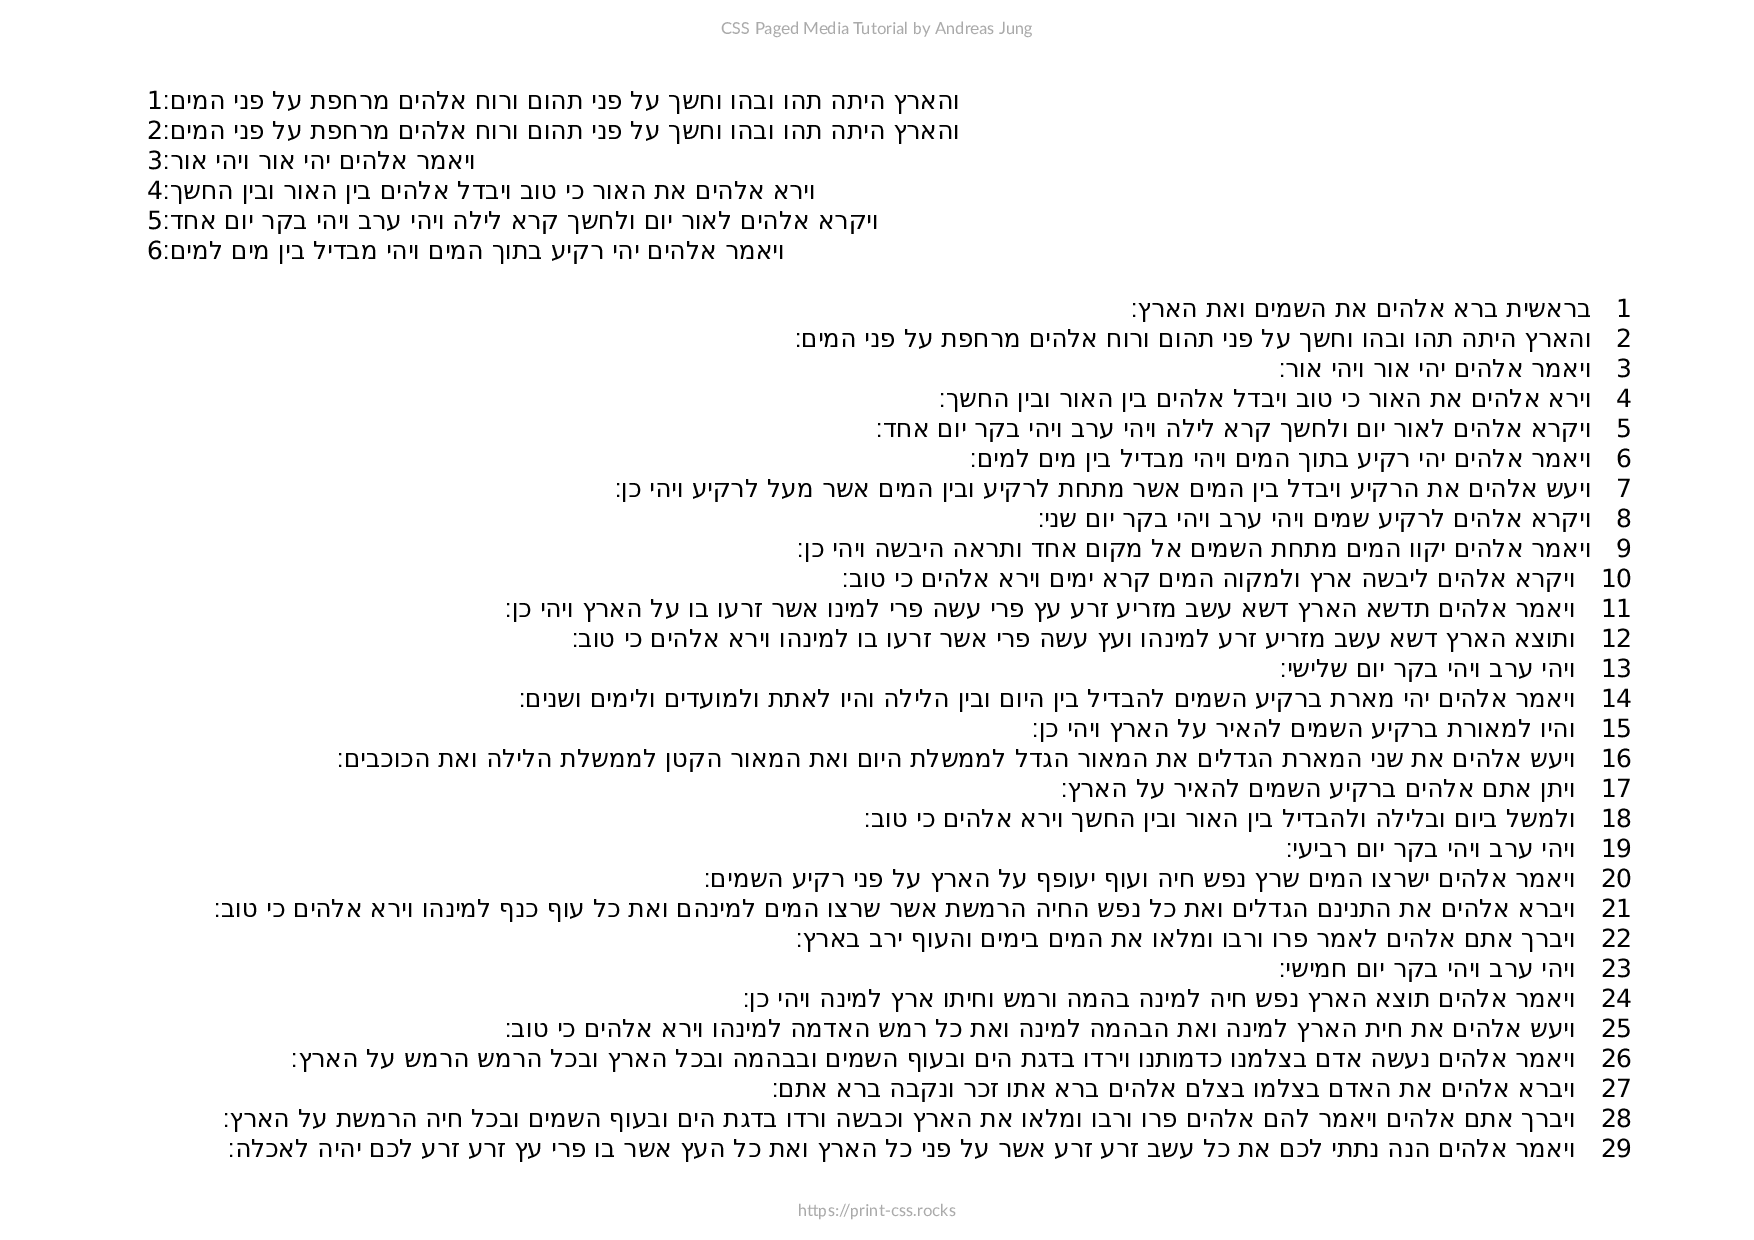 CSS Paged Media Tutorial by Andreas Jung
והארץ היתה תהו ובהו וחשך על פני תהום ורוח אלהים מרחפת על פני המים:1
והארץ היתה תהו ובהו וחשך על פני תהום ורוח אלהים מרחפת על פני המים:2
ויאמר אלהים יהי אור ויהי אור:3
וירא אלהים את האור כי טוב ויבדל אלהים בין האור ובין החשך:4
ויקרא אלהים לאור יום ולחשך קרא לילה ויהי ערב ויהי בקר יום אחד:5
ויאמר אלהים יהי רקיע בתוך המים ויהי מבדיל בין מים למים:6
1 בראשית ברא אלהים את השמים ואת הארץ:
2 והארץ היתה תהו ובהו וחשך על פני תהום ורוח אלהים מרחפת על פני המים:
3 ויאמר אלהים יהי אור ויהי אור:
4 וירא אלהים את האור כי טוב ויבדל אלהים בין האור ובין החשך:
5 ויקרא אלהים לאור יום ולחשך קרא לילה ויהי ערב ויהי בקר יום אחד:
6 ויאמר אלהים יהי רקיע בתוך המים ויהי מבדיל בין מים למים:
7 ויעש אלהים את הרקיע ויבדל בין המים אשר מתחת לרקיע ובין המים אשר מעל לרקיע ויהי כן:
8 ויקרא אלהים לרקיע שמים ויהי ערב ויהי בקר יום שני:
9 ויאמר אלהים יקוו המים מתחת השמים אל מקום אחד ותראה היבשה ויהי כן:
10 ויקרא אלהים ליבשה ארץ ולמקוה המים קרא ימים וירא אלהים כי טוב:
11 ויאמר אלהים תדשא הארץ דשא עשב מזריע זרע עץ פרי עשה פרי למינו אשר זרעו בו על הארץ ויהי כן:
12 ותוצא הארץ דשא עשב מזריע זרע למינהו ועץ עשה פרי אשר זרעו בו למינהו וירא אלהים כי טוב:
13 ויהי ערב ויהי בקר יום שלישי:
14 ויאמר אלהים יהי מארת ברקיע השמים להבדיל בין היום ובין הלילה והיו לאתת ולמועדים ולימים ושנים:
15 והיו למאורת ברקיע השמים להאיר על הארץ ויהי כן:
16 ויעש אלהים את שני המארת הגדלים את המאור הגדל לממשלת היום ואת המאור הקטן לממשלת הלילה ואת הכוכבים:
17 ויתן אתם אלהים ברקיע השמים להאיר על הארץ:
18 ולמשל ביום ובלילה ולהבדיל בין האור ובין החשך וירא אלהים כי טוב:
19 ויהי ערב ויהי בקר יום רביעי:
20 ויאמר אלהים ישרצו המים שרץ נפש חיה ועוף יעופף על הארץ על פני רקיע השמים:
21 ויברא אלהים את התנינם הגדלים ואת כל נפש החיה הרמשת אשר שרצו המים למינהם ואת כל עוף כנף למינהו וירא אלהים כי טוב:
22 ויברך אתם אלהים לאמר פרו ורבו ומלאו את המים בימים והעוף ירב בארץ:
23 ויהי ערב ויהי בקר יום חמישי:
24 ויאמר אלהים תוצא הארץ נפש חיה למינה בהמה ורמש וחיתו ארץ למינה ויהי כן:
25 ויעש אלהים את חית הארץ למינה ואת הבהמה למינה ואת כל רמש האדמה למינהו וירא אלהים כי טוב:
26 ויאמר אלהים נעשה אדם בצלמנו כדמותנו וירדו בדגת הים ובעוף השמים ובבהמה ובכל הארץ ובכל הרמש הרמש על הארץ:
27 ויברא אלהים את האדם בצלמו בצלם אלהים ברא אתו זכר ונקבה ברא אתם:
28 ויברך אתם אלהים ויאמר להם אלהים פרו ורבו ומלאו את הארץ וכבשה ורדו בדגת הים ובעוף השמים ובכל חיה הרמשת על הארץ:
29 ויאמר אלהים הנה נתתי לכם את כל עשב זרע זרע אשר על פני כל הארץ ואת כל העץ אשר בו פרי עץ זרע זרע לכם יהיה לאכלה:
https://print-css.rocks